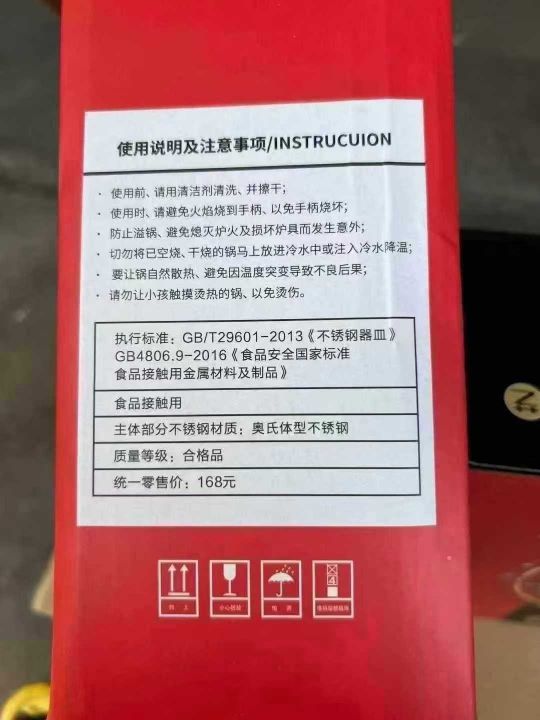 使用说明及注意事项/INSTRUCUION
· 使用前、请用清洁剂清洗、并擦干；
· 使用时、请避免火焰烧到手柄、以免手柄烧坏；
· 防止溢锅、避免熄灭炉火及损坏炉具而发生意外；
· 切勿将已空烧、干烧的锅马上放进冷水中或注入冷水降温；
· 要让锅自然散热、避免因温度突变导致不良后果；
· 请勿让小孩触摸烫热的锅、以免烫伤。
执行标准：GB/T29601-2013《不锈钢器皿》
GB4806.9-2016《食品安全国家标准
食品接触用金属材料及制品》
食品接触用
主体部分不锈钢材质：奥氏体型不锈钢
质量等级：合格品
统一零售价：168元
4
向上
小心轻放
怕湿